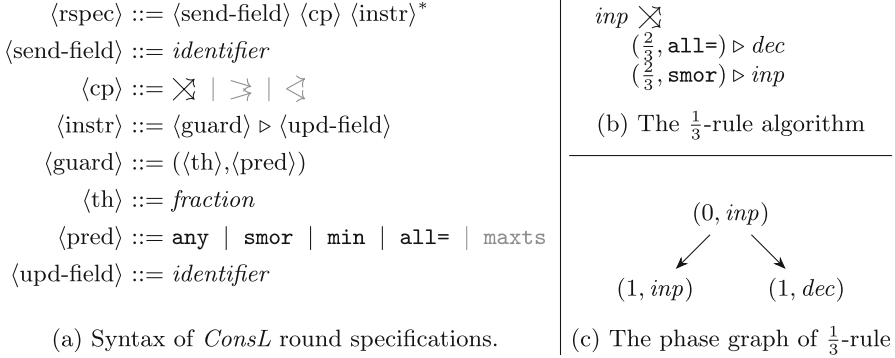 ⟨rspec⟩ ::= ⟨send-field⟩ ⟨cp⟩ ⟨instr⟩*
⟨send-field⟩ ::= identifier
⟨cp⟩ ::= | |
⟨instr⟩ ::= ⟨guard⟩ ▷ ⟨upd-field⟩
⟨guard⟩ ::= (⟨th⟩,⟨pred⟩)
⟨th⟩ ::= fraction
⟨pred⟩ ::= any | smor | min | all= | maxts
⟨upd-field⟩ ::= identifier
(a) Syntax of ConsL round specifications.
inp
(2/3, all=) ▷ dec
(2/3, smor) ▷ inp
(b) The 1/3-rule algorithm
(0, inp)
(1, inp) (1, dec)
(c) The phase graph of 1/3-rule